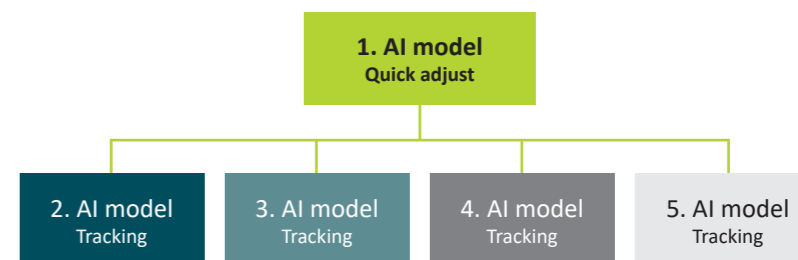 1. AI model
Quick adjust
2. AI model
Tracking
3. AI model
Tracking
4. AI model
Tracking
5. AI model
Tracking